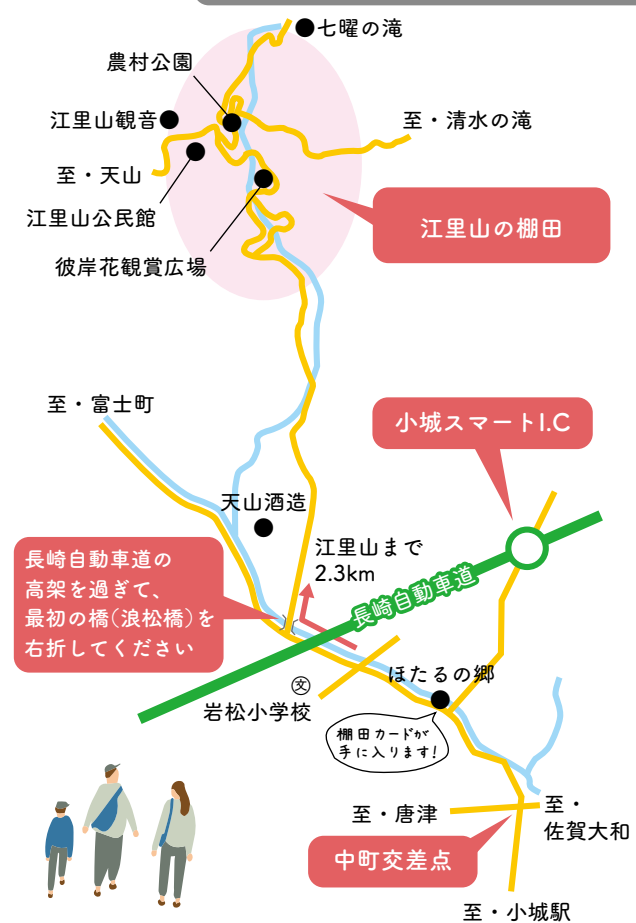 七曜の滝
農村公園
江里山観音
至・清水の滝
至・天山
江里山公民館
江里山の棚田
彼岸花観賞広場
至・富士町
小城スマートI.C
天山酒造
長崎自動車道の
高架を過ぎて、
最初の橋(浪松橋)を
右折してください
江里山まで
2.3km
長崎自動車道
文
岩松小学校
ほたるの郷
棚田カードが
手に入ります!
至・唐津
至・
佐賀大和
中町交差点
至・小城駅